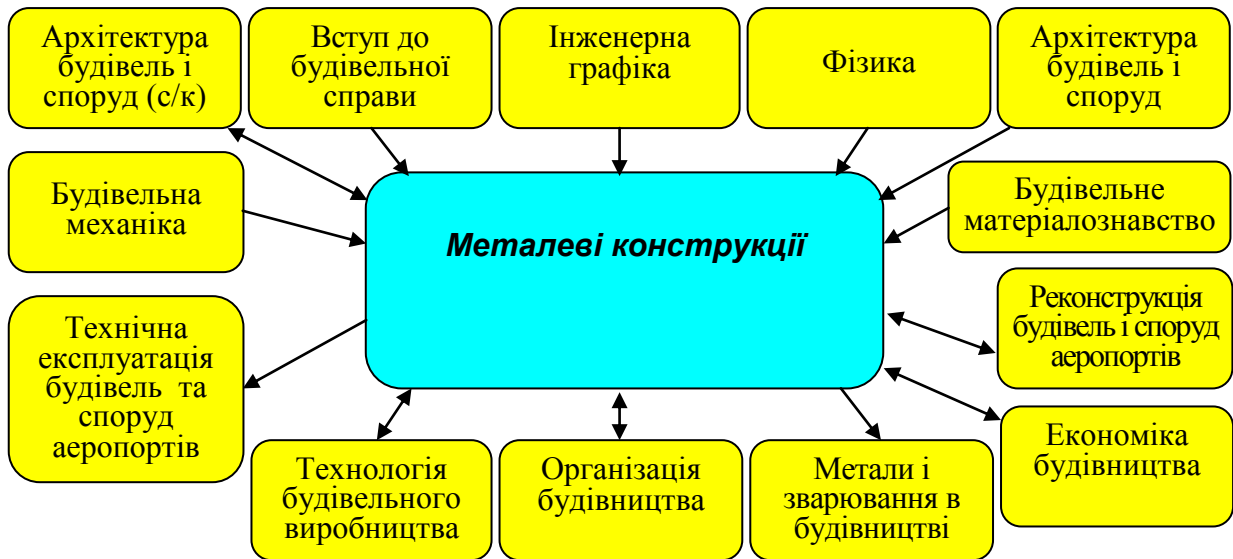 Архітектура
будівель і
споруд (с/к)
Вступ до
будівельної
справи
Інженерна
графіка
Фізика
Архітектура
будівель і
споруд
Будівельна
механіка
Металеві конструкції
Будівельне
матеріалознавство
Технічна
експлуатація
будівель та
споруд
аеропортів
Реконструкція
будівель і споруд
аеропортів
Технологія
будівельного
виробництва
Організація
будівництва
Метали і
зварювання в
будівництві
Економіка
будівництва